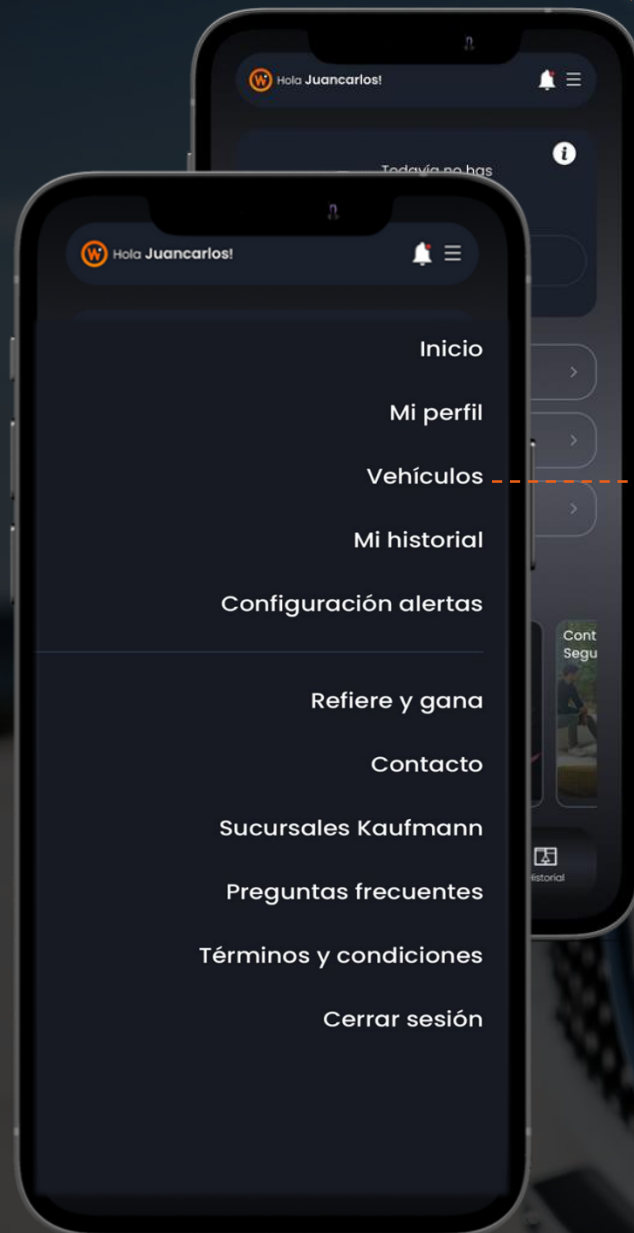 Hola Juancarlos!
Todavía no has
W
Hola Juancarlos!
Inicio
Mi perfil
Vehículos
Mi historial
Configuración alertas
Refiere y gana
Contacto
Sucursales Kaufmann
Preguntas frecuentes
Términos y condiciones
Cerrar sesión
Cont
Segu
istorial